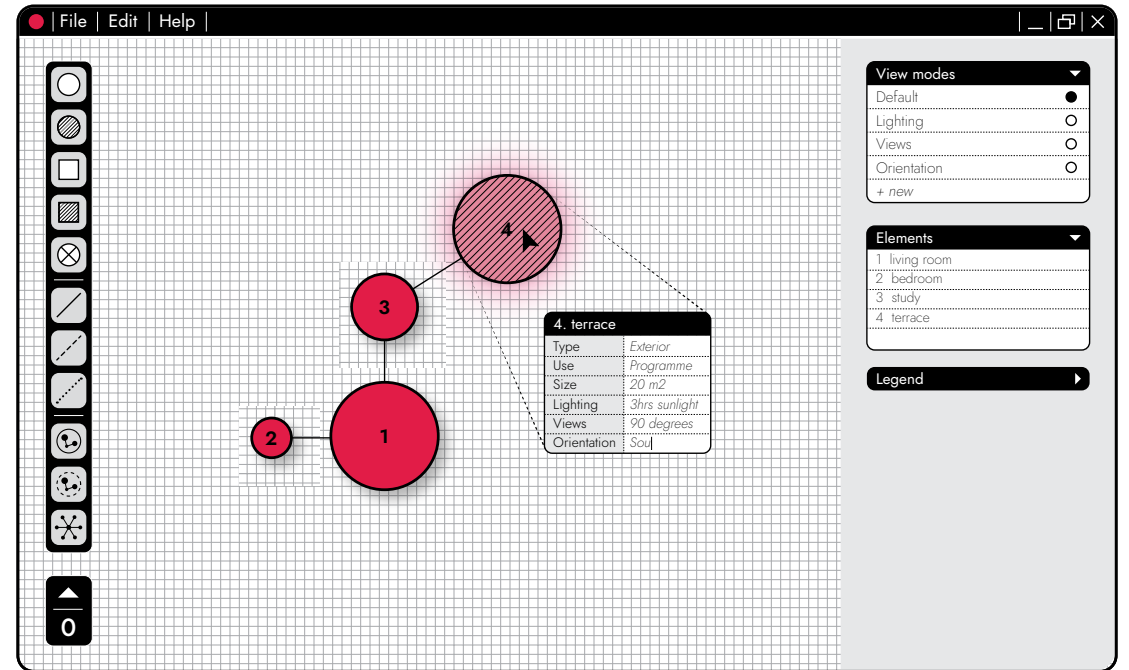 File | Edit | Help |
View modes
Default
Lighting
Views
Orientation
+ new
Elements
1 living room
2 bedroom
3 study
4 terrace
Legend
4
3
2
1
4. terrace
Type Exterior
Use Programme
Size 20 m2
Lighting 3hrs sunlight
Views 90 degrees
Orientation Sou
0